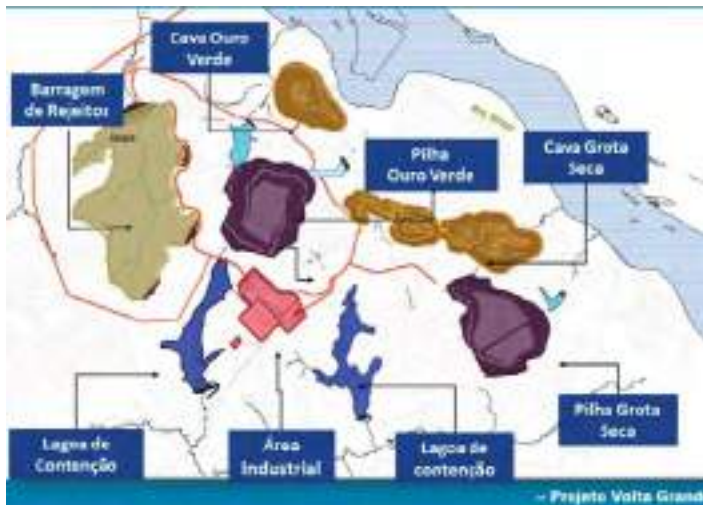 Cava Ouro
Verde
Barragem
de Rejeitos
Pilha
Ouro Verde
Cava Grota
Seca
Pilha Grota
Seca
Lagoa de
Contenção
Área
Industrial
Lagoa de
contenção
– Projeto Volta Grand